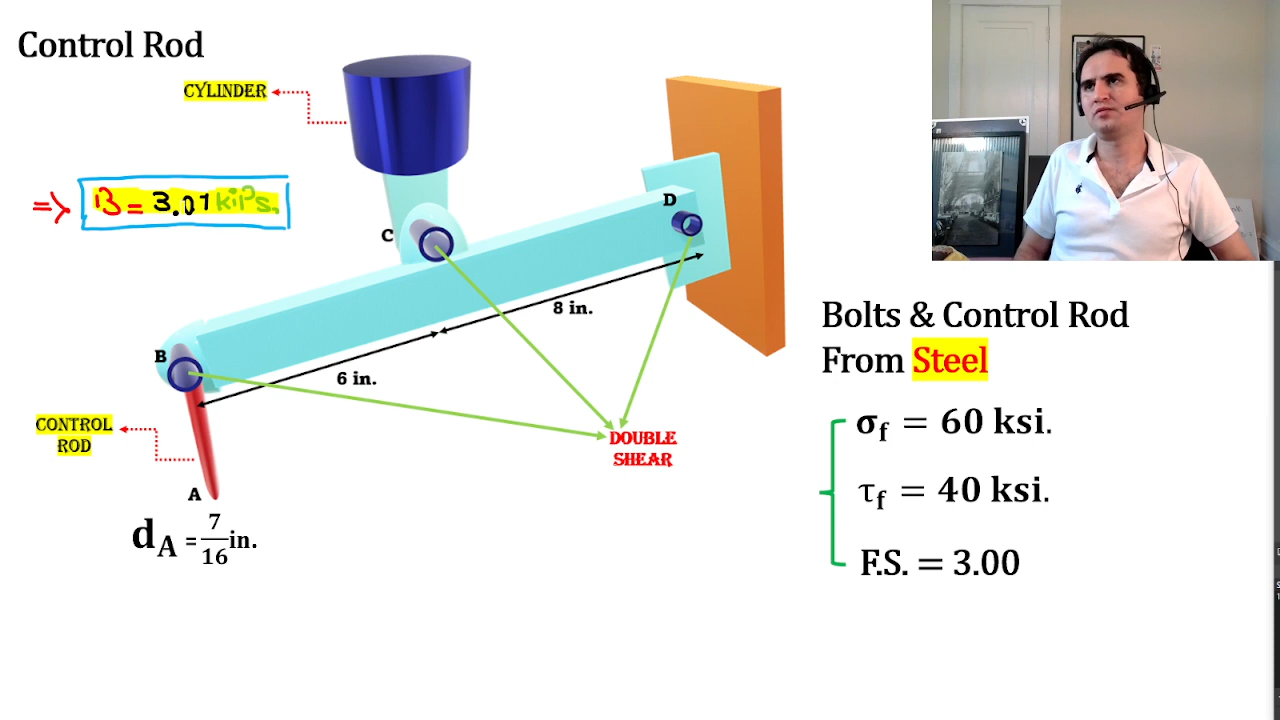 Control Rod
CYLINDER
=> B = 3.01 kips.
C
D
8 in.
B
6 in.
CONTROL
ROD
DOUBLE
SHEAR
A
d_A = 7/16 in.
Bolts & Control Rod
From Steel
σf = 60 ksi.
τf = 40 ksi.
F.S. = 3.00